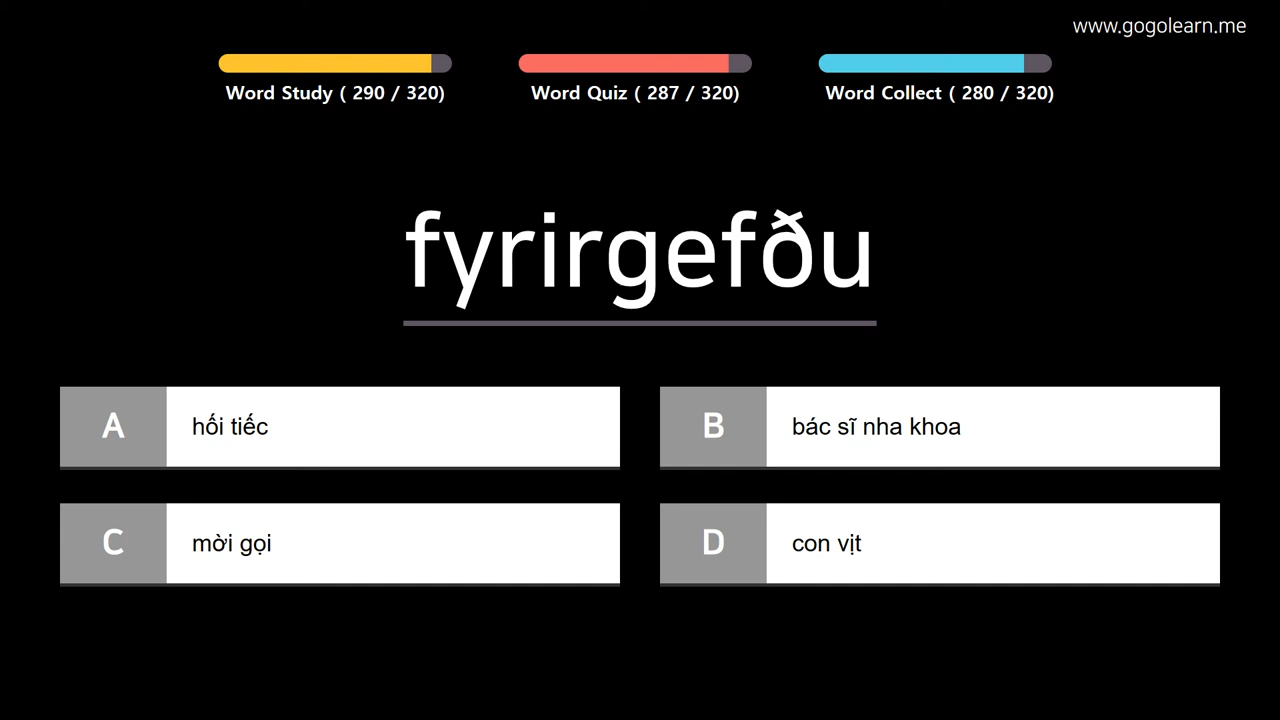 www.gogolearn.me
Word Study ( 290 / 320)
Word Quiz ( 287 / 320)
Word Collect ( 280 / 320)
fyrirgefðu
A hối tiếc
B bác sĩ nha khoa
C mời gọi
D con vịt